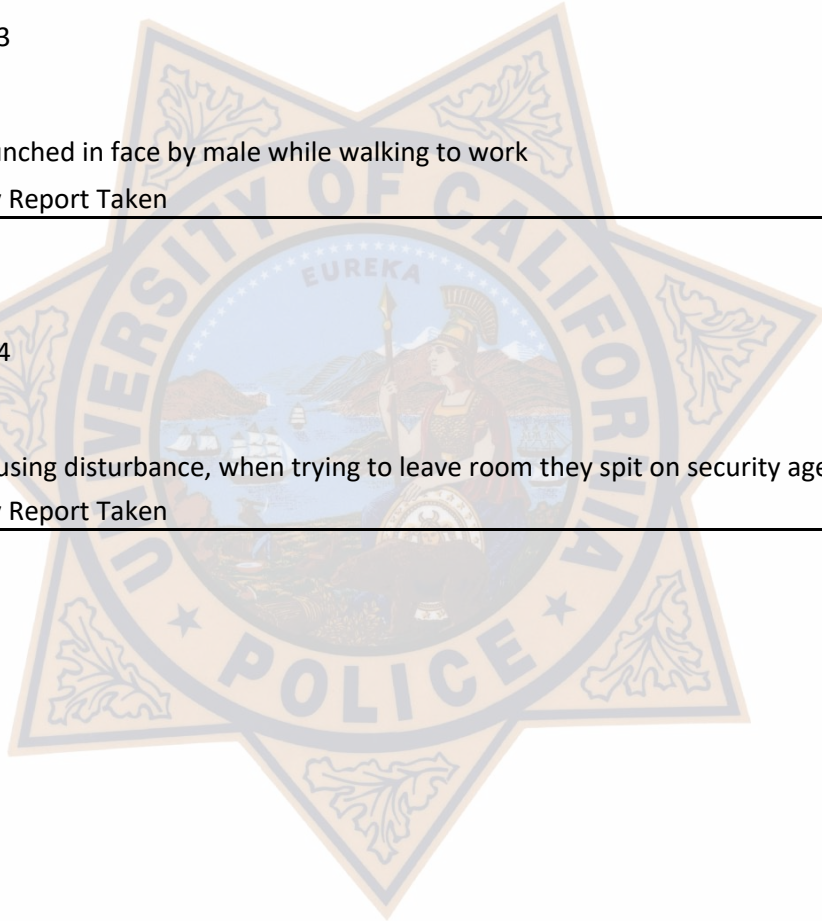 3
unched in face by male while walking to work
y Report Taken
4
using disturbance, when trying to leave room they spit on security age
y Report Taken
UNIVERSITY OF CALIFORNIA
EUREKA
POLICE